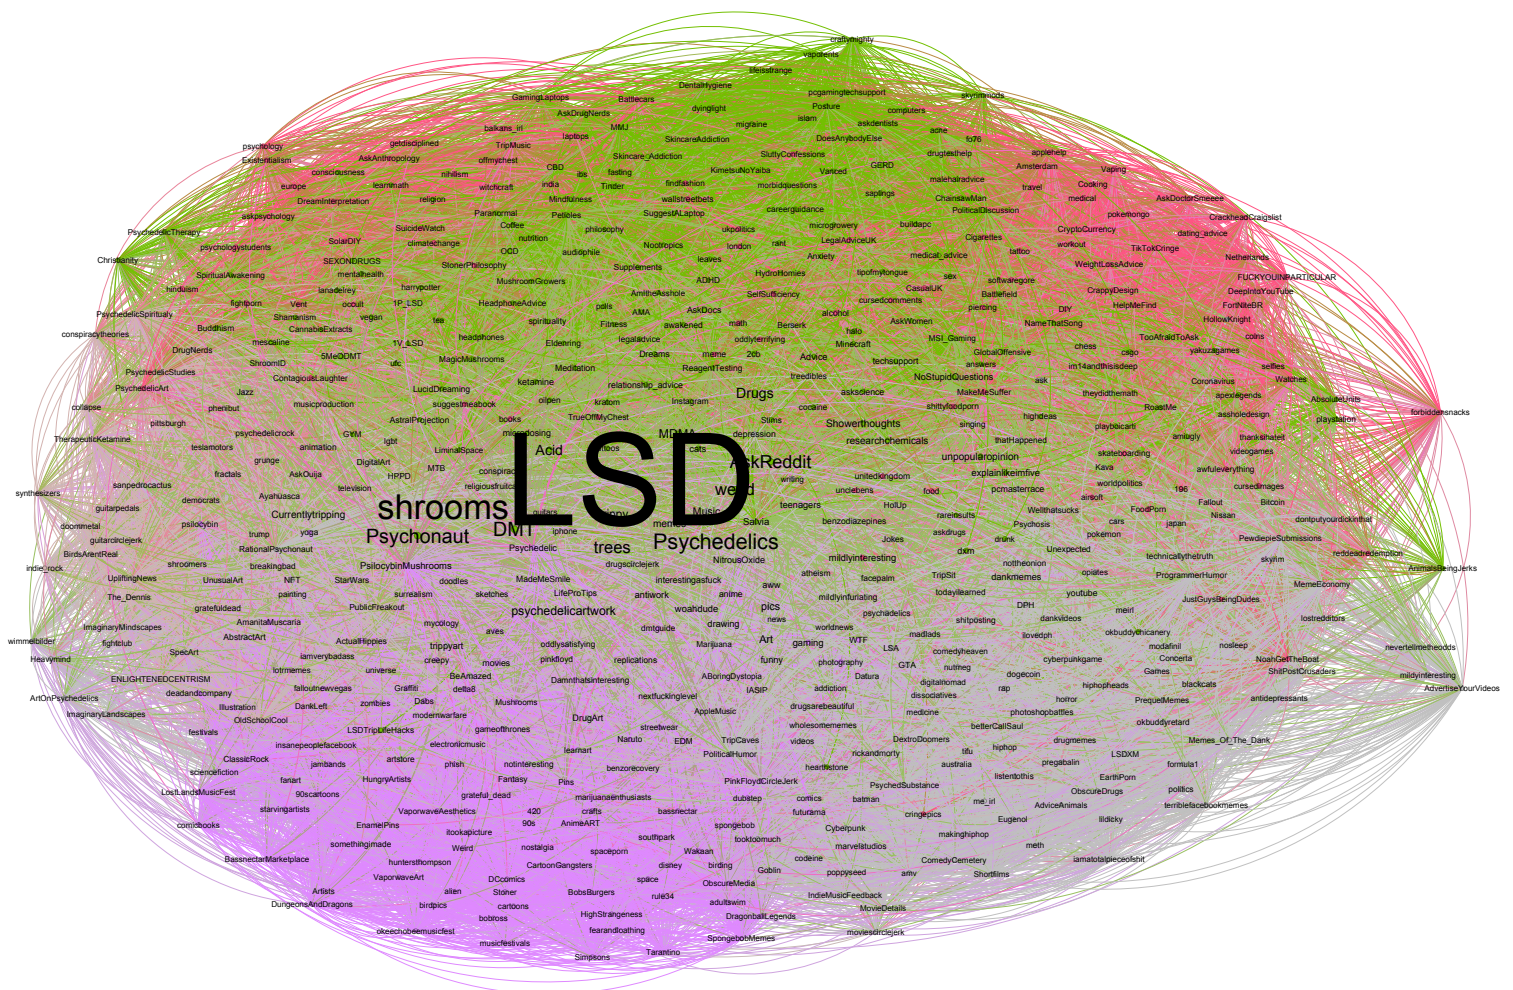 craftymighty
vaporents
lifeisstrange
DentalHygiene
pcgamingtechsupport
skyrimmods
GamingLaptops
Battlecars
dyinglight
Posture
computers
AskDrugNerds
migraine
islam
askdentists
acne
balkans_irl
MMJ
laptops
SkincareAddiction
DoesAnybodyElse
fo76
psychology
getdisciplined
TripMusic
drugtesthelp
Existentialism
AskAnthropology
offmychest
Skincare_Addiction
SluttyConfessions
GERD
applehelp
consciousness
CBD
fasting
KimetsuNoYaiba
Vanced
Amsterdam
Vaping
europe
learnmath
nihilism
india
ibs
Tinder
findfashion
morbidquestions
malehairadvice
travel
Cooking
DreamInterpretation
religion
witchcraft
Mindfulness
wallstreetbets
saplings
ChainsawMan
medical
AskDoctorSmeeee
askpsychology
Paranormal
Petioles
SuggestALaptop
careerguidance
PoliticalDiscussion
pokemongo
CrackheadCraigslist
PsychedelicTherapy
SuicideWatch
Coffee
philosophy
ukpolitics
microgrowery
buildapc
CryptoCurrency
dating_advice
SolarDIY
climatechange
nutrition
london
rant
LegalAdviceUK
Cigarettes
tattoo
workout
TikTokCringe
psychologystudents
OCD
audiophile
Nootropics
leaves
Anxiety
medical_advice
Netherlands
Christianity
SEXONDRUGS
StonerPhilosophy
Supplements
tipofmytongue
sex
WeightLossAdvice
SpiritualAwakening
mentalhealth
MushroomGrowers
ADHD
HydroHomies
softwaregore
FUCKYOUINPARTICULAR
hinduism
lanadelrey
harrypotter
AmItheAsshole
SelfSufficiency
cursedcomments
CasualUK
Battlefield
CrappyDesign
DeepIntoYouTube
PsychedelicSpiritualy
fightporn
Vent
occult
1P_LSD
HeadphoneAdvice
polls
AMA
AskDocs
piercing
DIY
HelpMeFind
FortNiteBR
Shamanism
vegan
tea
spirituality
Fitness
awakened
math
Berserk
alcohol
AskWomen
NameThatSong
HollowKnight
conspiracytheories
Buddhism
CannabisExtracts
1V_LSD
headphones
Eldenring
legaladvice
oddlyterrifying
halo
Minecraft
MSI_Gaming
chess
TooAfraidToAsk
coins
DrugNerds
mescaline
5MeODMT
ufc
MagicMushrooms
Dreams
meme
2cb
Advice
techsupport
GlobalOffensive
csgo
yakuzagames
PsychedelicStudies
ShroomID
Meditation
ReagentTesting
treedibles
answers
im14andthisisdeep
selfies
PsychedelicArt
ContagiousLaughter
LucidDreaming
ketamine
relationship_advice
NoStupidQuestions
ask
Coronavirus
Watches
Jazz
suggestmeabook
oilpen
kratom
Instagram
Drugs
askscience
MakeMeSuffer
theydidthemath
apexlegends
AbsoluteUnits
collapse
phenibut
musicproduction
books
TrueOffMyChest
Stims
cocaine
shittyfoodporn
highdeas
RoastMe
assholedesign
playstation
forbiddensnacks
pittsburgh
AstralProjection
microdosing
MDMA
depression
Showerthoughts
singing
playboicarti
thanksihateit
TherapeuticKetamine
teslamotors
psychedelicrock
GYM
lgbt
Acid
cats
researchchemicals
thatHappened
amiugly
videogames
grunge
animation
LiminalSpace
LSD
AskReddit
unpopularopinion
skateboarding
awfuleverything
synthesizers
fractals
AskOuija
DigitalArt
MTB
HPPD
writing
unitedkingdom
explainlikeimfive
Kava
worldpolitics
cursedimages
sanpedrocactus
television
religiousfruitcake
weed
unclebens
food
pcmasterrace
airsoft
196
Fallout
Bitcoin
democrats
Ayahuasca
shrooms
guitars
Music
teenagers
rareinsults
Wellthatsucks
FoodPorn
Nissan
guitarpedals
Currentlytripping
memes
Salvia
HolUp
Psychosis
cars
japan
dontputyourdickinthat
doommetal
psilocybin
trump
yoga
Psychonaut
DMT
iphone
benzodiazepines
askdrugs
drunk
pokemon
PewdiepieSubmissions
guitarcirclejerk
RationalPsychonaut
Psychedelic
trees
Psychedelics
Jokes
dxm
Unexpected
technicallythetruth
reddeadredemption
BirdsArentReal
shroomers
breakingbad
PsilocybinMushrooms
drugscirclejerk
NitrousOxide
mildlyinteresting
nottheonion
skyrim
indie_rock
UpliftingNews
UnusualArt
NFT
StarWars
doodles
MadeMeSmile
interestingasfuck
aww
atheism
facepalm
TripSit
dankmemes
opiates
ProgrammerHumor
MemeEconomy
AnimalsBeingJerks
The_Dennis
painting
surrealism
sketches
LifeProTips
antiwork
anime
mildlyinfuriating
todayilearned
youtube
JustGuysBeingDudes
gratefuldead
PublicFreakout
psychedelicartwork
woahdude
pics
psychadelics
DPH
meirl
lostredditors
ImaginaryMindscapes
AmanitaMuscaria
mycology
aves
dmtguide
drawing
news
worldnews
shitposting
dankvideos
okbuddychicanery
wimmelbilder
fightclub
AbstractArt
ActualHippies
trippyart
oddlysatisfying
Marijuana
Art
gaming
WTF
madlads
ilovedph
modafinil
nosleep
nevertellmetheodds
Heavymind
SpecArt
iamverybadass
creepy
movies
pinkfloyd
replications
funny
photography
LSA
comedyheaven
cyberpunkgame
Concerta
NoahGetTheBoat
lotrmemes
universe
BeAmazed
DamnthatsInteresting
ABoringDystopia
GTA
nutmeg
Games
ShitPostCrusaders
mildyinteresting
ENLIGHTENEDCENTRISM
falloutnewvegas
Graffiti
delta8
IASIP
addiction
Datura
digitalnomad
dogecoin
blackcats
AdvertiseYourVideos
ArtOnPsychedelics
deadandcompany
DankLeft
zombies
Dabs
Mushrooms
nextfuckinglevel
dissociatives
rap
hiphopheads
PrequelMemes
antidepressants
ImaginaryLandscapes
Illustration
OldSchoolCool
modernwarfare
DrugArt
AppleMusic
drugsarebeautiful
medicine
horror
photoshopbattles
okbuddyretard
festivals
LSDTripLifeHacks
gameofthrones
streetwear
wholesomememes
betterCallSaul
insanepeoplefacebook
electronicmusic
Naruto
EDM
TripCaves
videos
DextroDoomers
hiphop
drugmemes
Memes_Of_The_Dank
ClassicRock
jambands
artstore
phish
notinteresting
learnart
PoliticalHumor
rickandmorty
tifu
LSDXM
sciencefiction
fanart
HungryArtists
Fantasy
Pins
benzorecovery
hearthstone
australia
listentothis
pregabalin
formula1
LostLandsMusicFest
90scartoons
grateful_dead
PinkFloydCircleJerk
PsychedSubstance
EarthPorn
politics
starvingartists
VaporwaveAesthetics
420
marijuanaenthusiasts
dubstep
comics
batman
me_irl
ObscureDrugs
terriblefacebookmemes
comicbooks
EnamelPins
90s
crafts
bassnectar
futurama
cringepics
AdviceAnimals
itookapicture
AnimeART
spongebob
Cyberpunk
Eugenol
lildicky
somethingimade
Weird
nostalgia
southpark
tooktoomuch
makinghiphop
BassnectarMarketplace
huntersthompson
spaceporn
Wakaan
marvelstudios
meth
iamatotalpieceofshit
VaporwaveArt
CartoonGangsters
disney
birding
Goblin
codeine
ComedyCemetery
Shortfilms
Artists
alien
DCcomics
space
ObscureMedia
poppyseed
amv
DungeonsAndDragons
birdpics
Stoner
BobsBurgers
rule34
adultswim
IndieMusicFeedback
cartoons
bobross
HighStrangeness
DragonballLegends
MovieDetails
okeechobeemusicfest
fearandloathing
moviescirclejerk
musicfestivals
SpongebobMemes
Simpsons
Tarantino